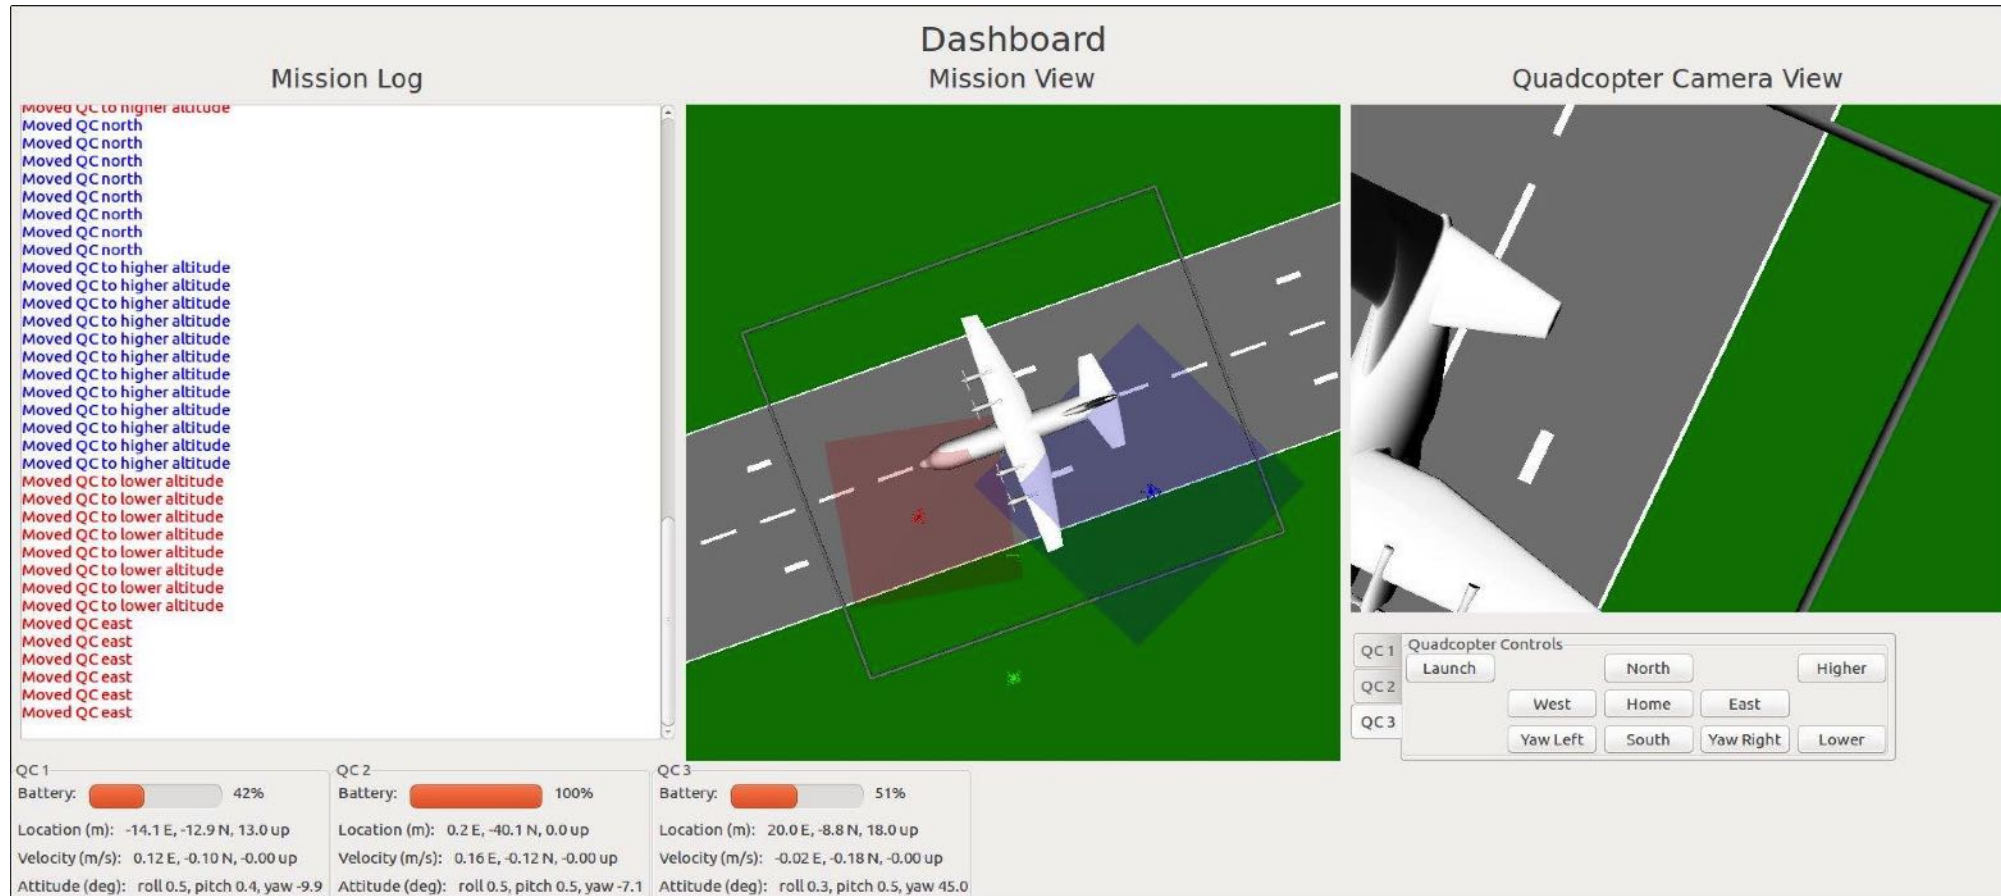 Dashboard
Mission Log
Mission View
Quadcopter Camera View
Moved QC to higher altitude
Moved QC north
Moved QC north
Moved QC north
Moved QC north
Moved QC north
Moved QC north
Moved QC north
Moved QC north
Moved QC to higher altitude
Moved QC to higher altitude
Moved QC to higher altitude
Moved QC to higher altitude
Moved QC to higher altitude
Moved QC to higher altitude
Moved QC to higher altitude
Moved QC to higher altitude
Moved QC to higher altitude
Moved QC to higher altitude
Moved QC to higher altitude
Moved QC to higher altitude
Moved QC to lower altitude
Moved QC to lower altitude
Moved QC to lower altitude
Moved QC to lower altitude
Moved QC to lower altitude
Moved QC to lower altitude
Moved QC to lower altitude
Moved QC to lower altitude
Moved QC east
Moved QC east
Moved QC east
Moved QC east
Moved QC east
Moved QC east
QC 1
QC 2
QC 3
Quadcopter Controls
Launch North Higher
West Home East
Yaw Left South Yaw Right Lower
QC 1
Battery: 42%
Location (m): -14.1 E, -12.9 N, 13.0 up
Velocity (m/s): 0.12 E, -0.10 N, -0.00 up
Attitude (deg): roll 0.5, pitch 0.4, yaw -9.9
QC 2
Battery: 100%
Location (m): 0.2 E, -40.1 N, 0.0 up
Velocity (m/s): 0.16 E, -0.12 N, -0.00 up
Attitude (deg): roll 0.5, pitch 0.5, yaw -7.1
QC 3
Battery: 51%
Location (m): 20.0 E, -8.8 N, 18.0 up
Velocity (m/s): -0.02 E, -0.18 N, -0.00 up
Attitude (deg): roll 0.3, pitch 0.5, yaw 45.0